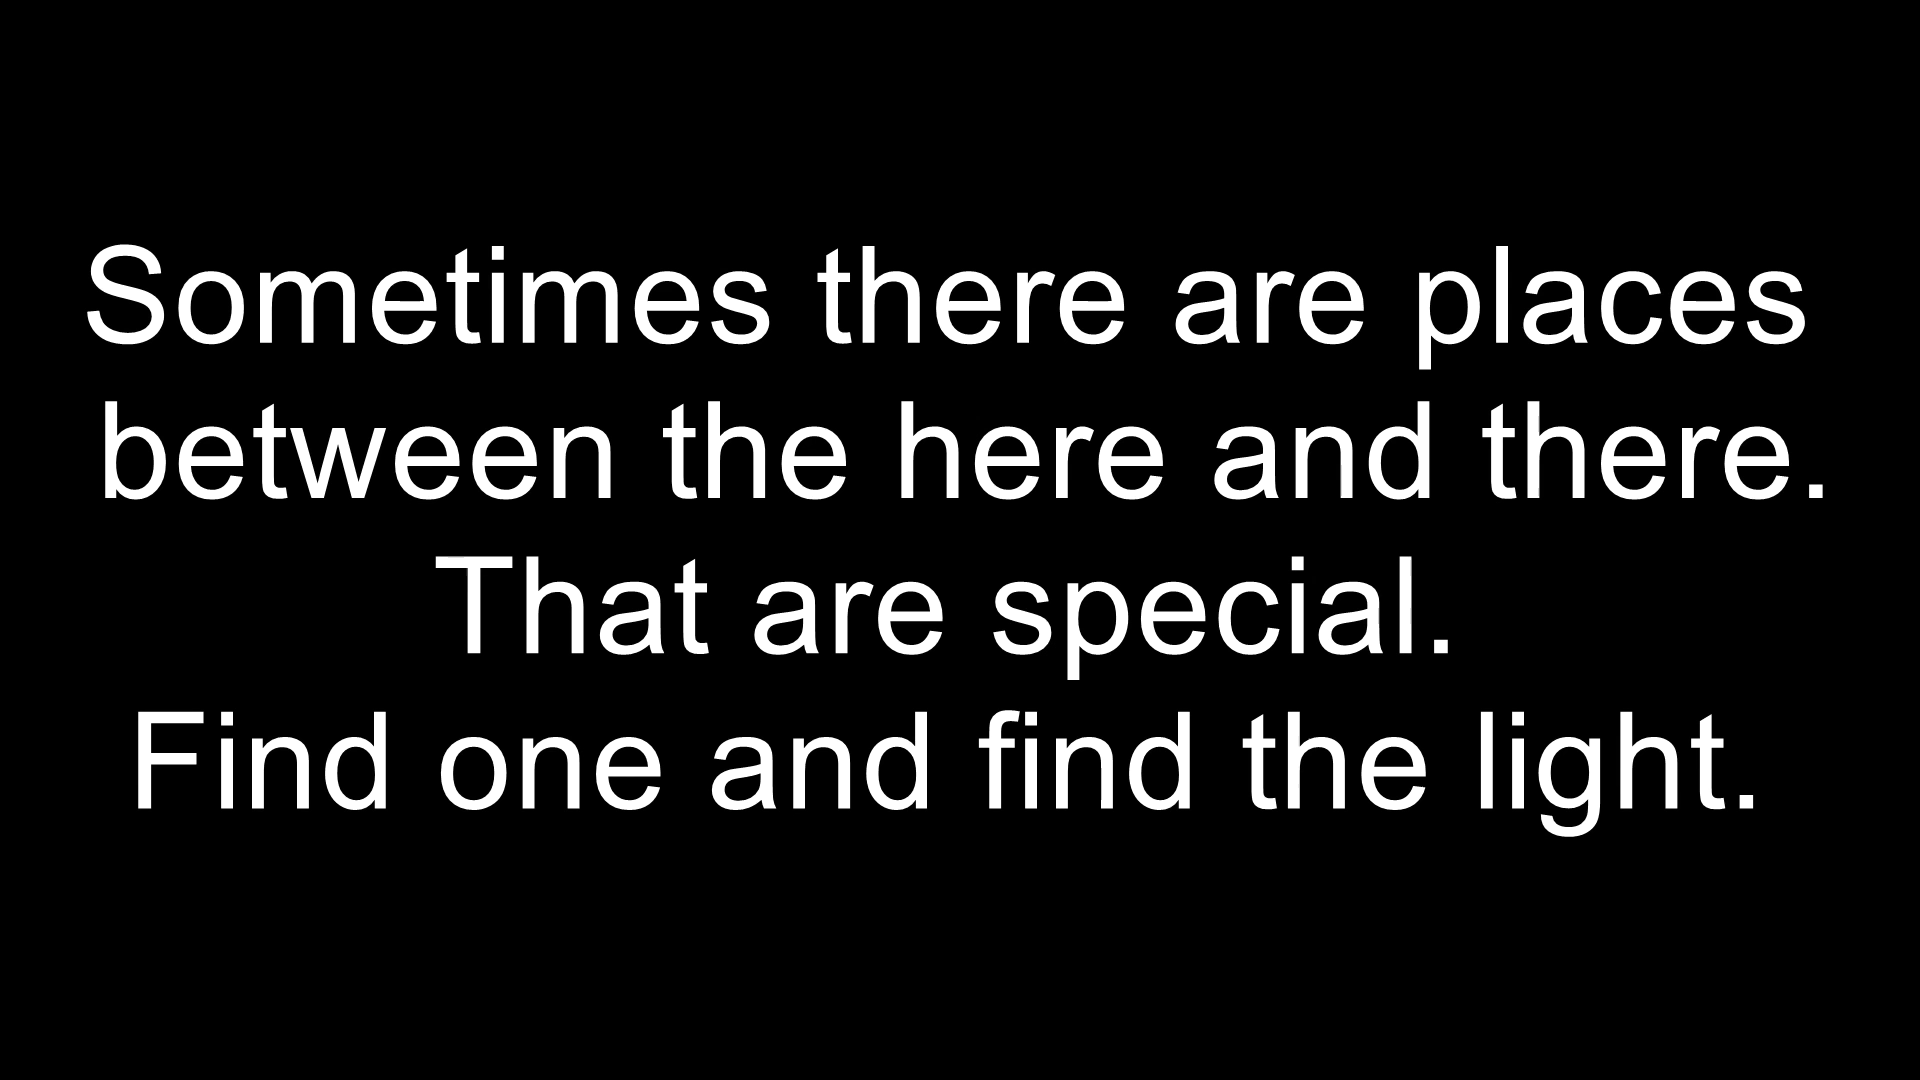 Sometimes there are places
between the here and there.
That are special.
Find one and find the light.